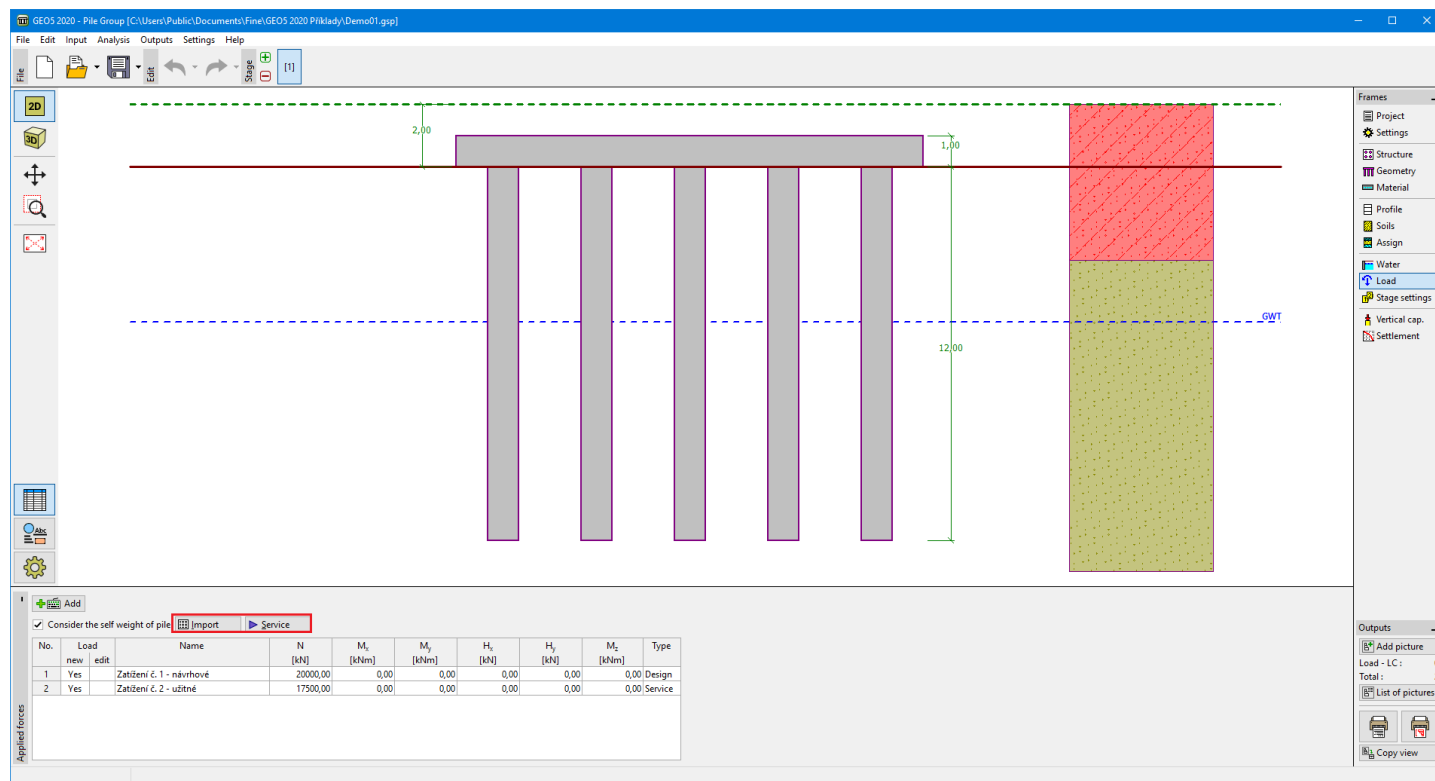 GEO5 2020 - Pile Group [C:\Users\Public\Documents\Fine\GEO5 2020 Příklady\Demo01.gsp]
File Edit Input Analysis Outputs Settings Help
File
Edit
Stage
[1]
2D
3D
2,00
1,00
12,00
GWT
Frames
Project
Settings
Structure
Geometry
Material
Profile
Soils
Assign
Water
Load
Stage settings
Vertical cap.
Settlement
Abc
Add
Consider the self weight of pile Import Service
No. Load Name N Mx My Hx Hy Mz Type
new edit [kN] [kNm] [kNm] [kN] [kN] [kNm]
1 Yes Zatížení č. 1 - návrhové 20000,00 0,00 0,00 0,00 0,00 0,00 Design
2 Yes Zatížení č. 2 - užitné 17500,00 0,00 0,00 0,00 0,00 0,00 Service
Applied forces
Outputs
Add picture
Load - LC :
Total :
List of pictures
Copy view